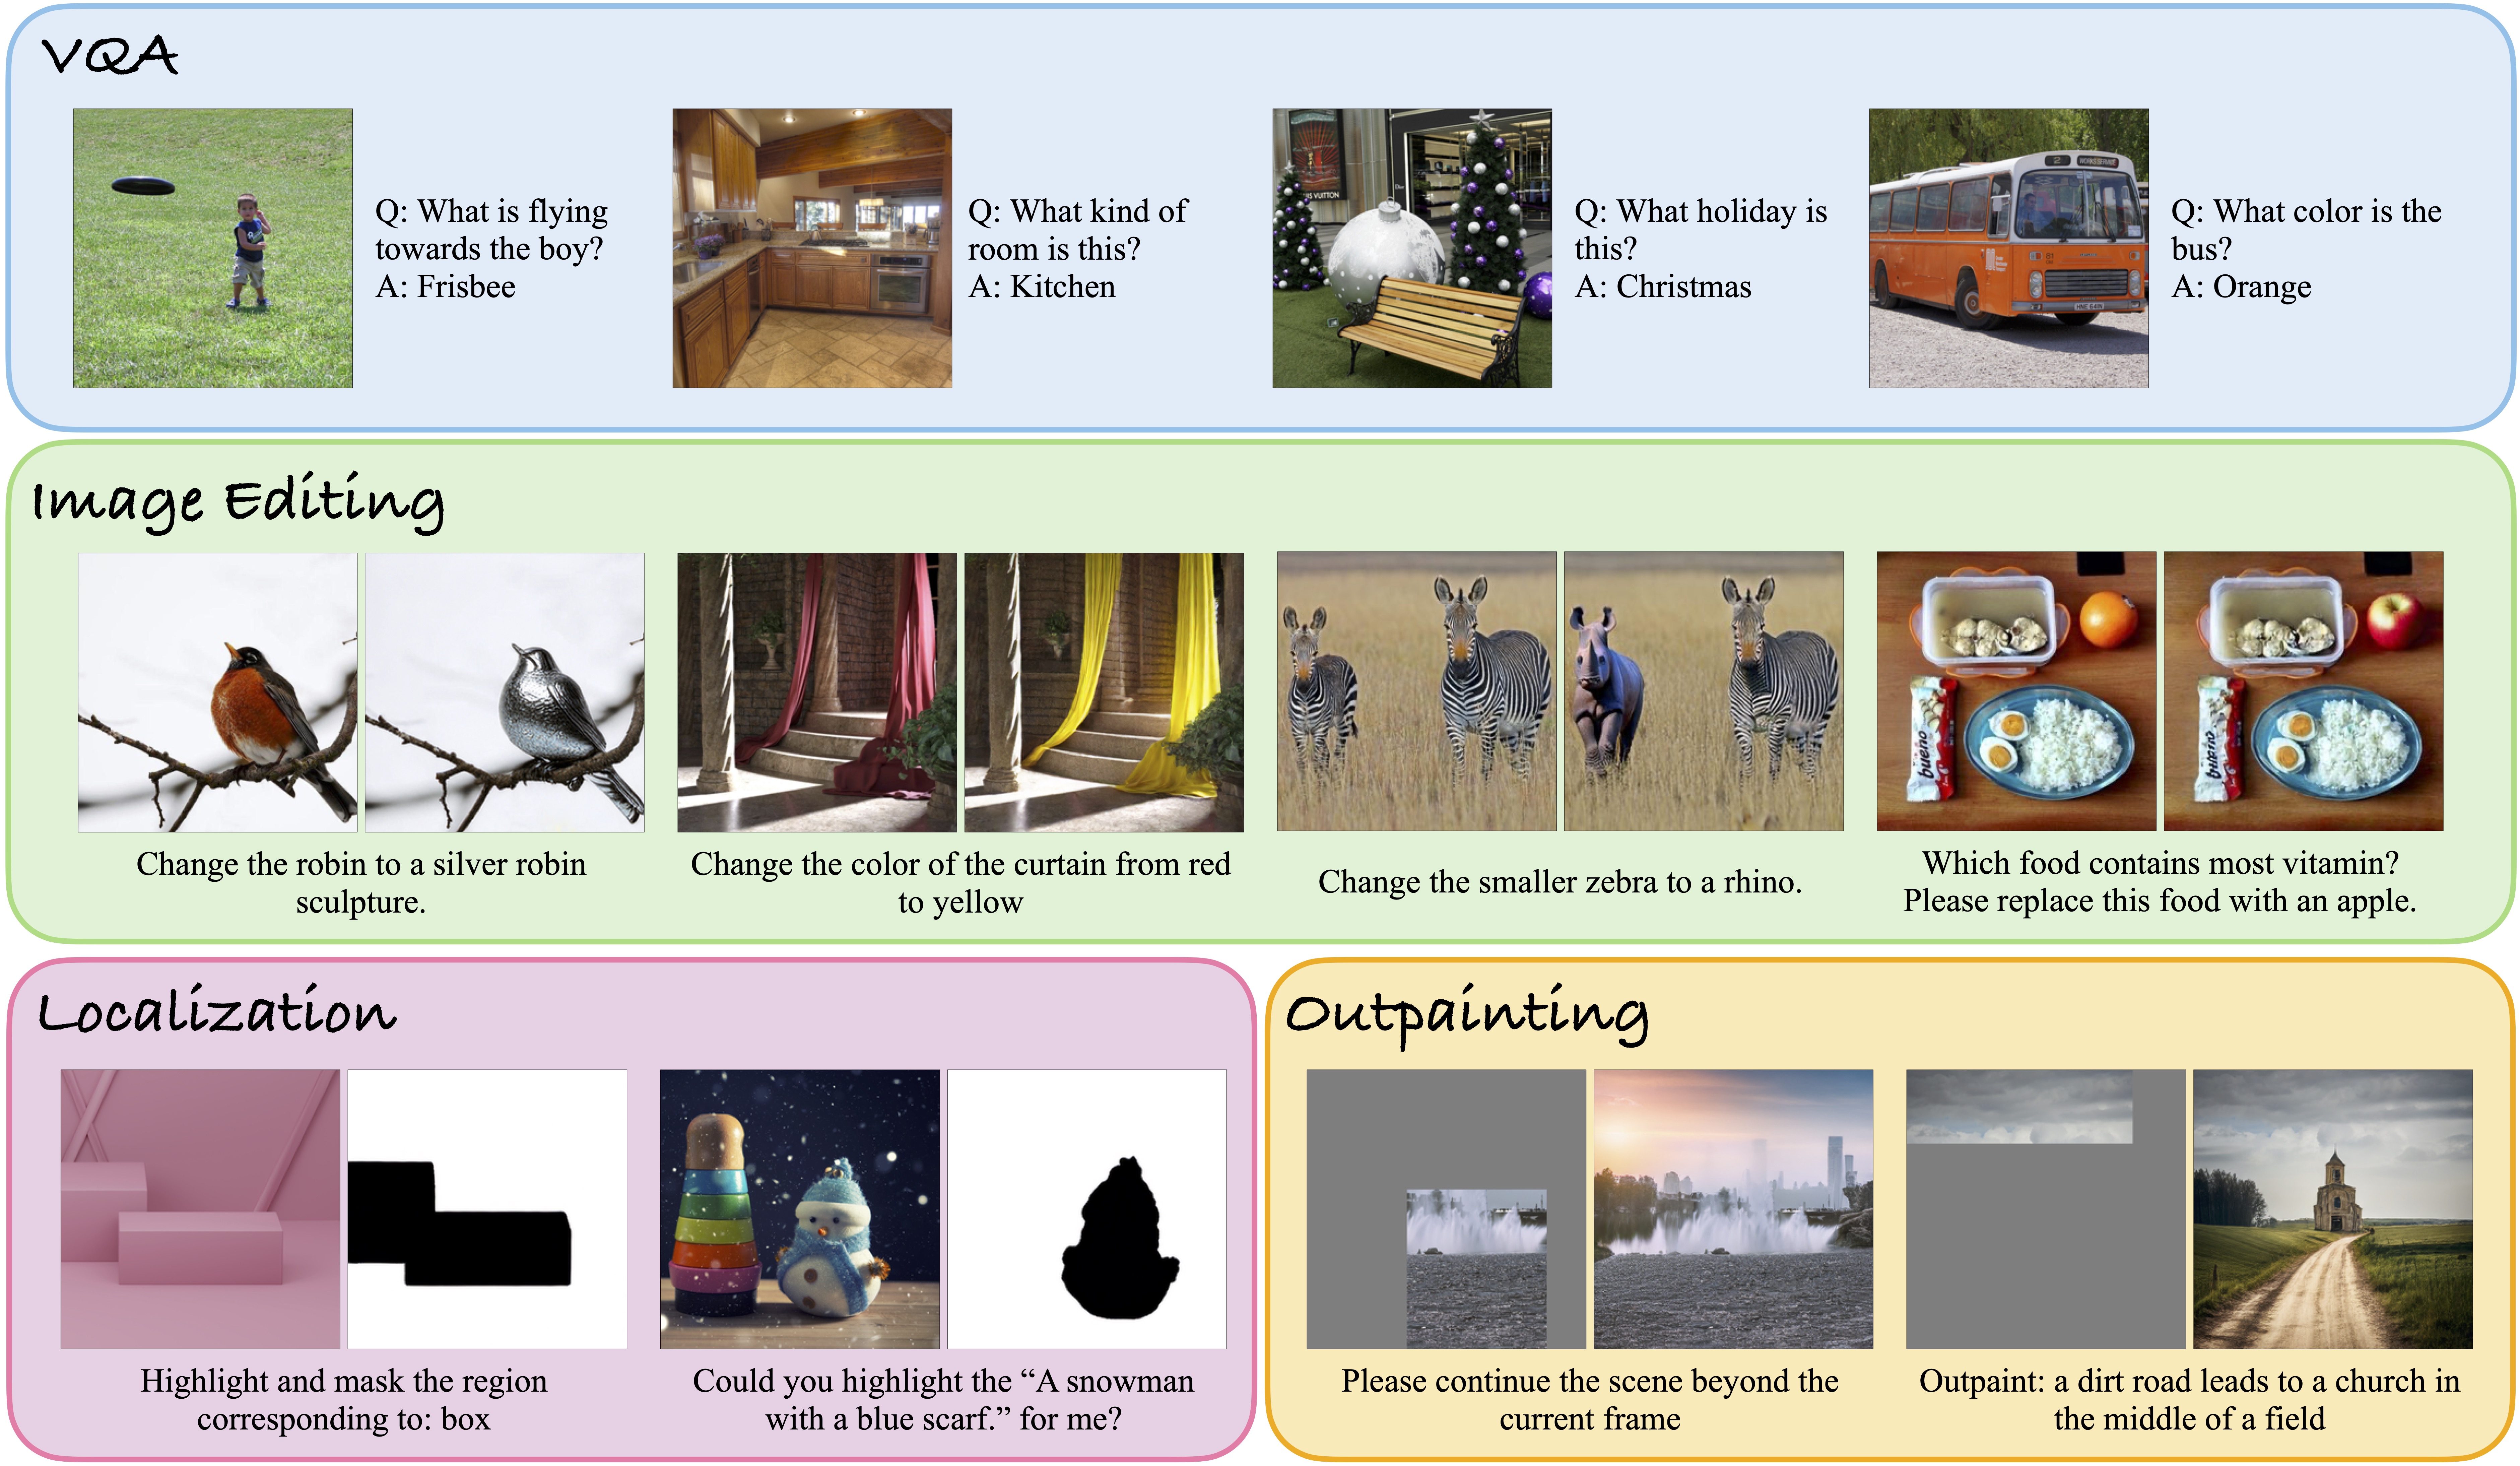 VQA
Q: What is flying
towards the boy?
A: Frisbee
Q: What kind of
room is this?
A: Kitchen
VUITTON
Dior
Q: What holiday is
this?
A: Christmas
2
Q: What color is the
bus?
A: Orange
Image Editing
bueno
Change the robin to a silver robin
sculpture.
Change the color of the curtain from red
to yellow
Change the smaller zebra to a rhino.
Which food contains most vitamin?
Please replace this food with an apple.
Localization
Highlight and mask the region
corresponding to: box
Could you highlight the “A snowman
with a blue scarf.” for me?
Outpainting
Please continue the scene beyond the
current frame
Outpaint: a dirt road leads to a church in
the middle of a field